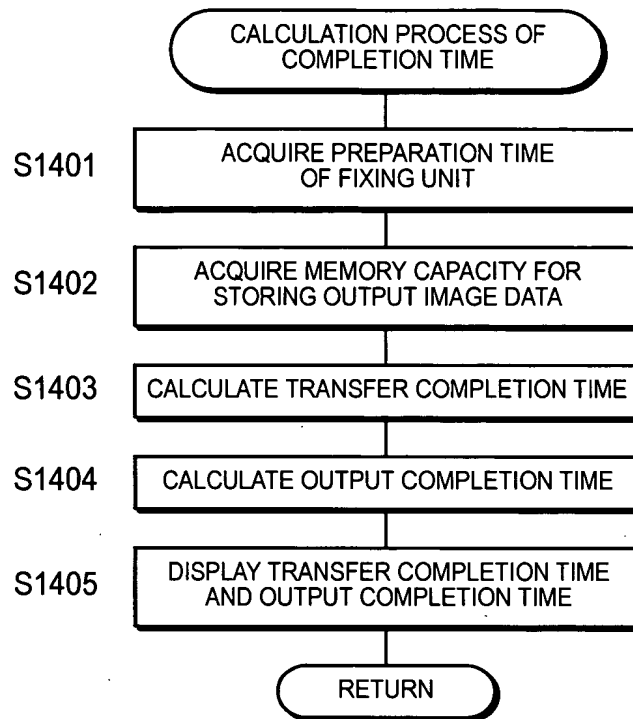 CALCULATION PROCESS OF
COMPLETION TIME
S1401
ACQUIRE PREPARATION TIME
OF FIXING UNIT
S1402
ACQUIRE MEMORY CAPACITY FOR
STORING OUTPUT IMAGE DATA
S1403
CALCULATE TRANSFER COMPLETION TIME
S1404
CALCULATE OUTPUT COMPLETION TIME
S1405
DISPLAY TRANSFER COMPLETION TIME
AND OUTPUT COMPLETION TIME
RETURN